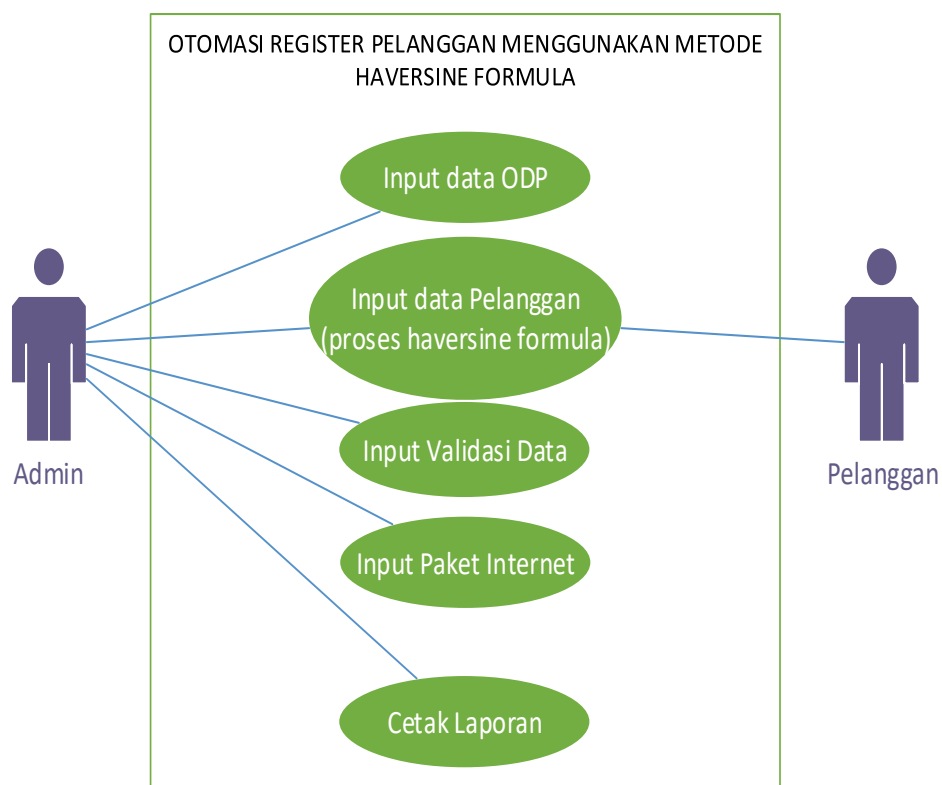 OTOMASI REGISTER PELANGGAN MENGGUNAKAN METODE
HAVERSINE FORMULA
Input data ODP
Input data Pelanggan
(proses haversine formula)
Input Validasi Data
Admin
Pelanggan
Input Paket Internet
Cetak Laporan